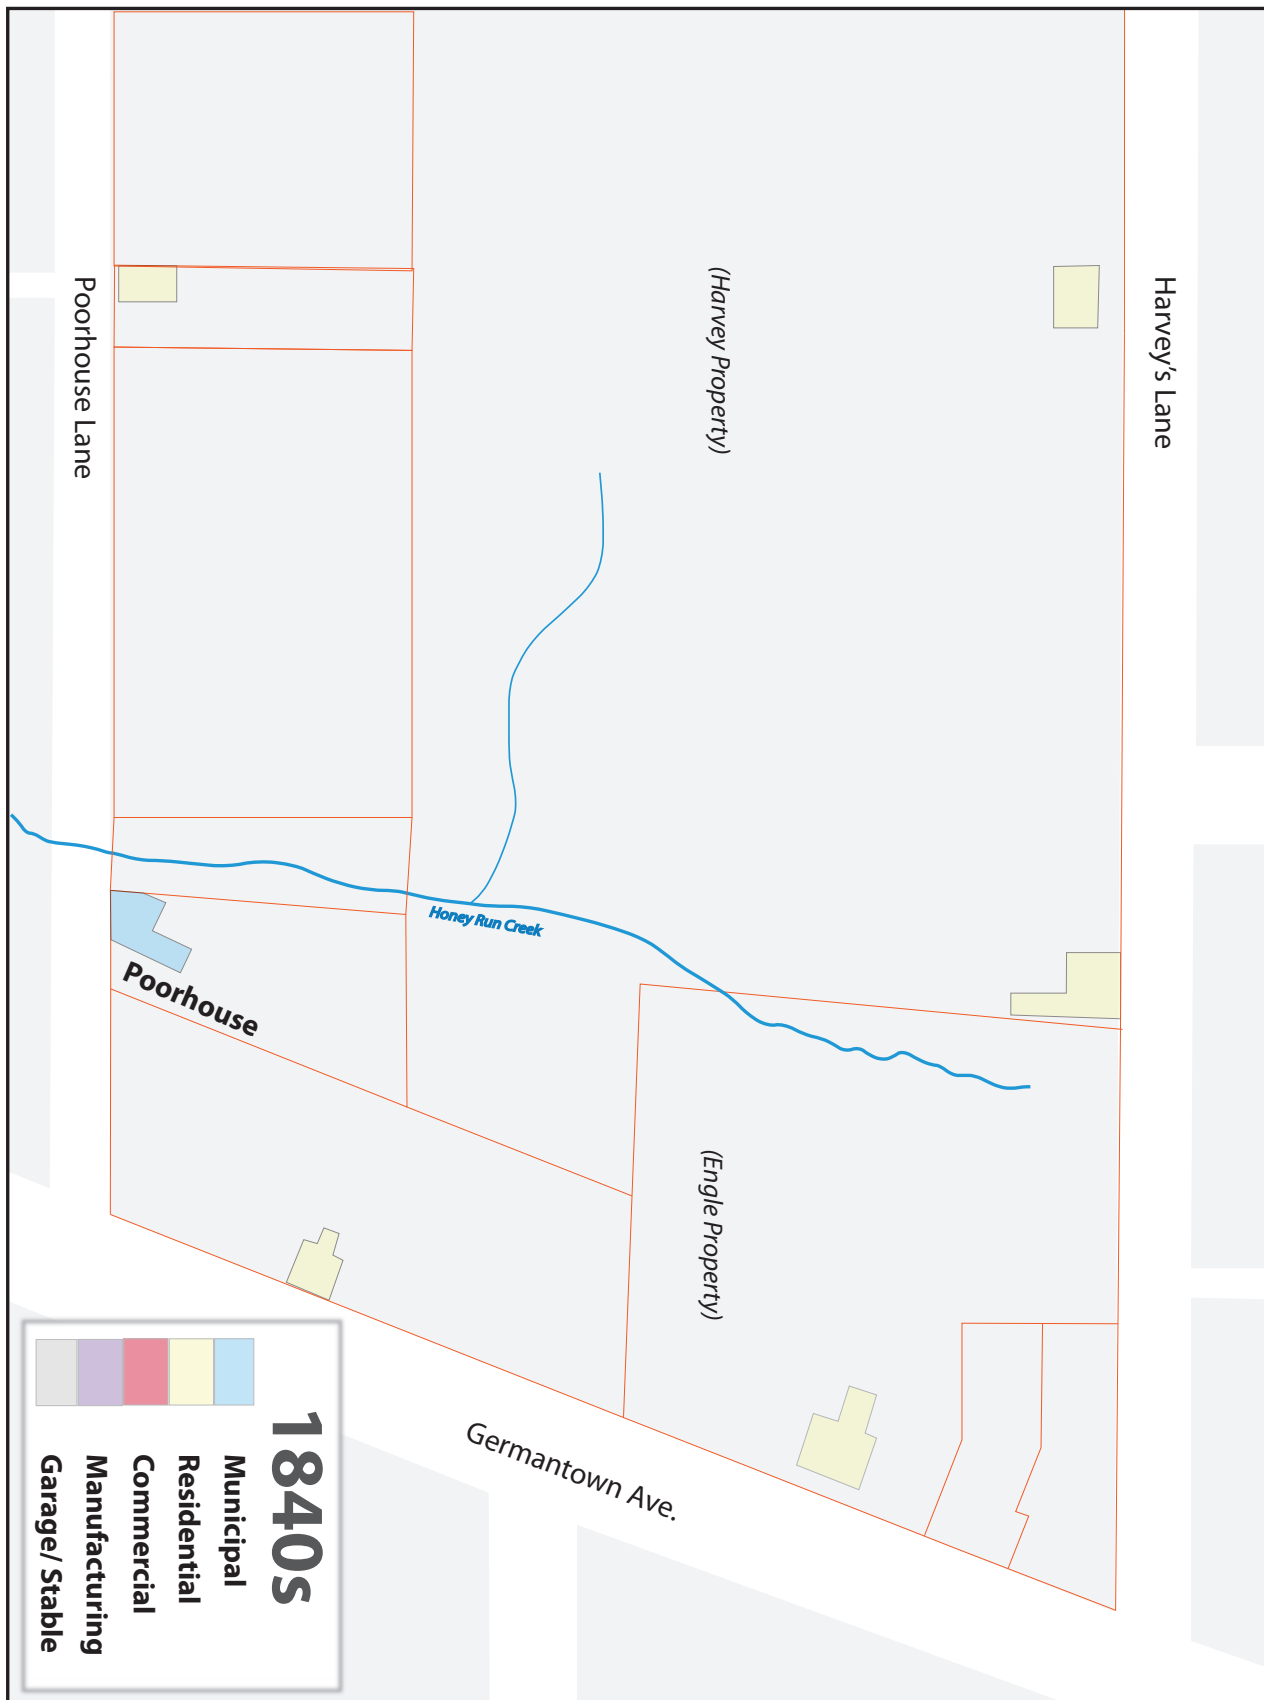 Harvey's Lane
(Harvey Property)
Poorhouse Lane
Honey Run Creek
Poorhouse
(Engle Property)
Germantown Ave.
1840s
Municipal
Residential
Commercial
Manufacturing
Garage/ Stable